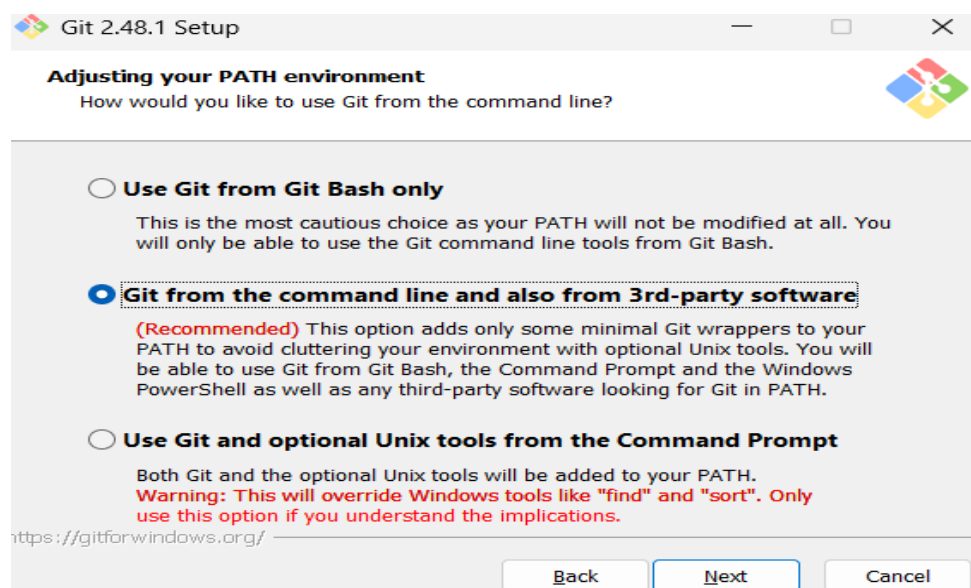 Git 2.48.1 Setup
Adjusting your PATH environment
How would you like to use Git from the command line?
Use Git from Git Bash only
This is the most cautious choice as your PATH will not be modified at all. You
will only be able to use the Git command line tools from Git Bash.
Git from the command line and also from 3rd-party software
(Recommended) This option adds only some minimal Git wrappers to your
PATH to avoid cluttering your environment with optional Unix tools. You will
be able to use Git from Git Bash, the Command Prompt and the Windows
PowerShell as well as any third-party software looking for Git in PATH.
Use Git and optional Unix tools from the Command Prompt
Both Git and the optional Unix tools will be added to your PATH.
Warning: This will override Windows tools like "find" and "sort". Only
use this option if you understand the implications.
https://gitforwindows.org/
Back Next Cancel